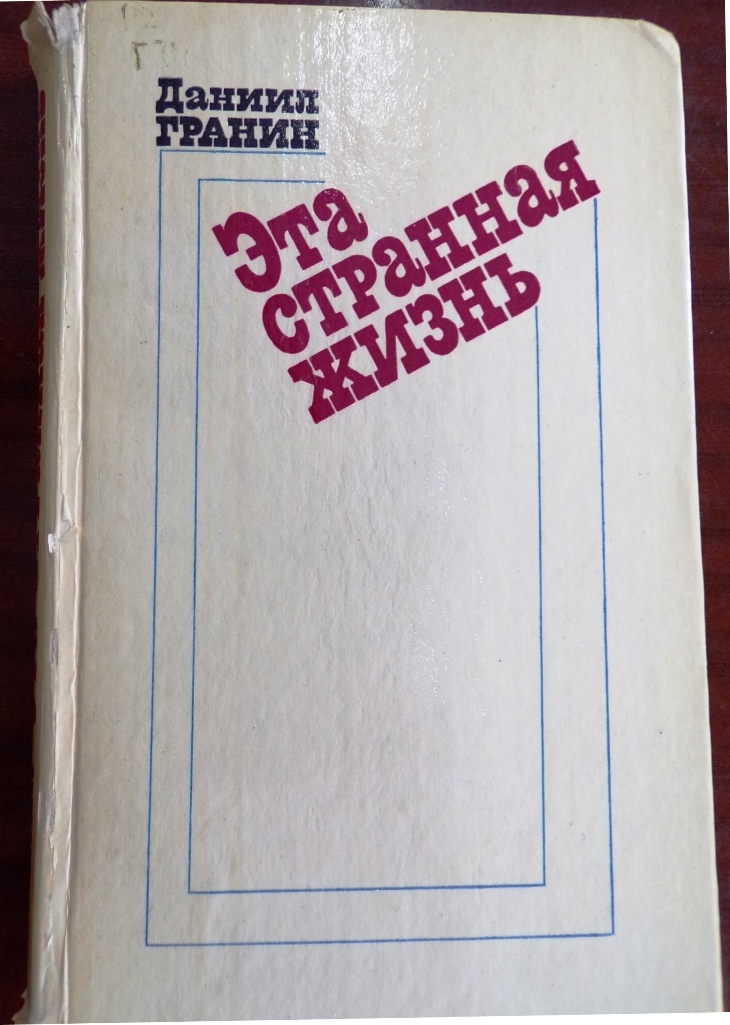 Даниил
ГРАНИН
Эта
странная
жизнь